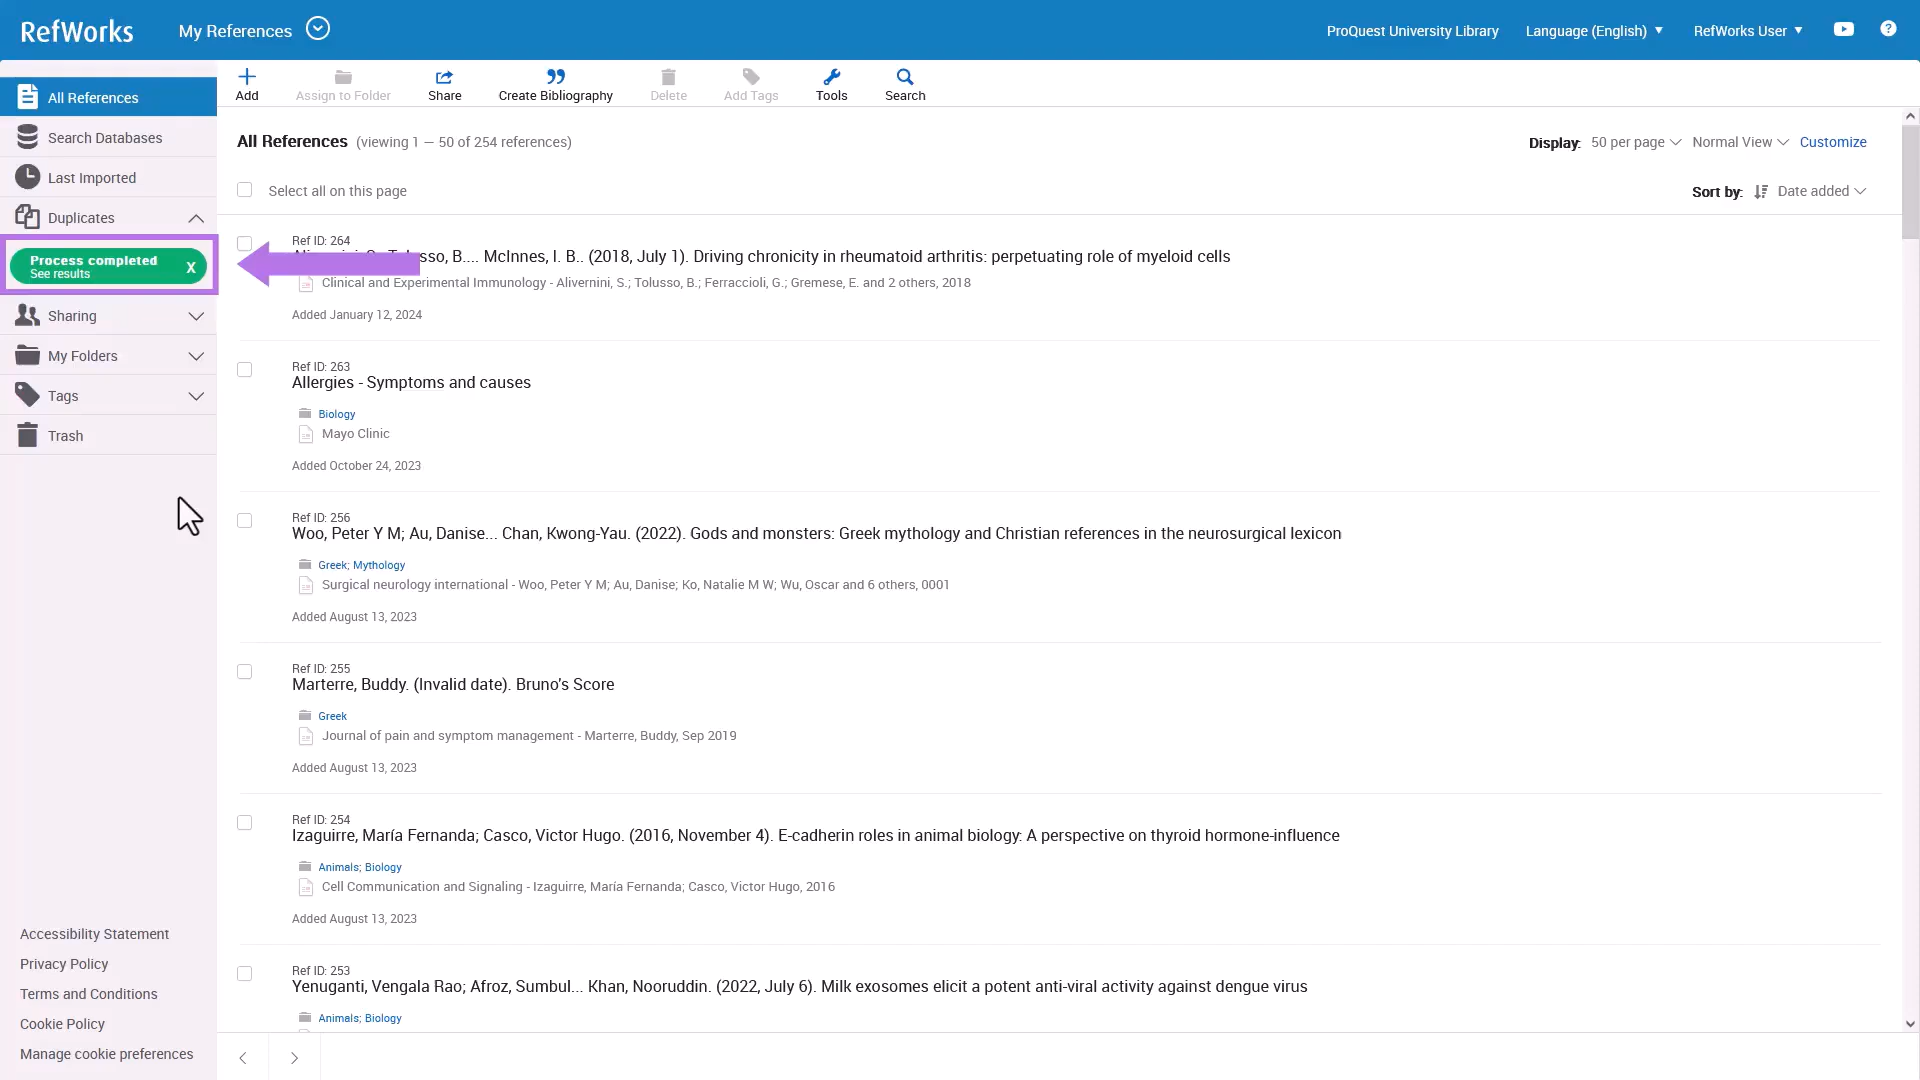 RefWorks
My References
ProQuest University Library
Language (English)
RefWorks User
All References
Search Databases
Last Imported
Duplicates
Process completed
See results
X
Sharing
My Folders
Tags
Trash
Accessibility Statement
Privacy Policy
Terms and Conditions
Cookie Policy
Manage cookie preferences
Add
Assign to Folder
Share
Create Bibliography
Delete
Add Tags
Tools
Search
All References (viewing 1 — 50 of 254 references)
Display: 50 per page Normal View Customize
Select all on this page
Sort by: Date added
Ref ID: 264
B.... McInnes, I. B.. (2018, July 1). Driving chronicity in rheumatoid arthritis: perpetuating role of myeloid cells
Clinical and Experimental Immunology - Alivernini, S.; Tolusso, B.; Ferraccioli, G.; Gremese, E. and 2 others, 2018
Added January 12, 2024
Ref ID: 263
Allergies - Symptoms and causes
Biology
Mayo Clinic
Added October 24, 2023
Ref ID: 256
Woo, Peter Y M; Au, Danise... Chan, Kwong-Yau. (2022). Gods and monsters: Greek mythology and Christian references in the neurosurgical lexicon
Greek; Mythology
Surgical neurology international - Woo, Peter Y M; Au, Danise; Ko, Natalie M W; Wu, Oscar and 6 others, 0001
Added August 13, 2023
Ref ID: 255
Marterre, Buddy. (Invalid date). Bruno's Score
Greek
Journal of pain and symptom management - Marterre, Buddy, Sep 2019
Added August 13, 2023
Ref ID: 254
Izaguirre, María Fernanda; Casco, Victor Hugo. (2016, November 4). E-cadherin roles in animal biology: A perspective on thyroid hormone-influence
Animals; Biology
Cell Communication and Signaling - Izaguirre, María Fernanda; Casco, Victor Hugo, 2016
Added August 13, 2023
Ref ID: 253
Yenuganti, Vengala Rao; Afroz, Sumbul... Khan, Nooruddin. (2022, July 6). Milk exosomes elicit a potent anti-viral activity against dengue virus
Animals; Biology